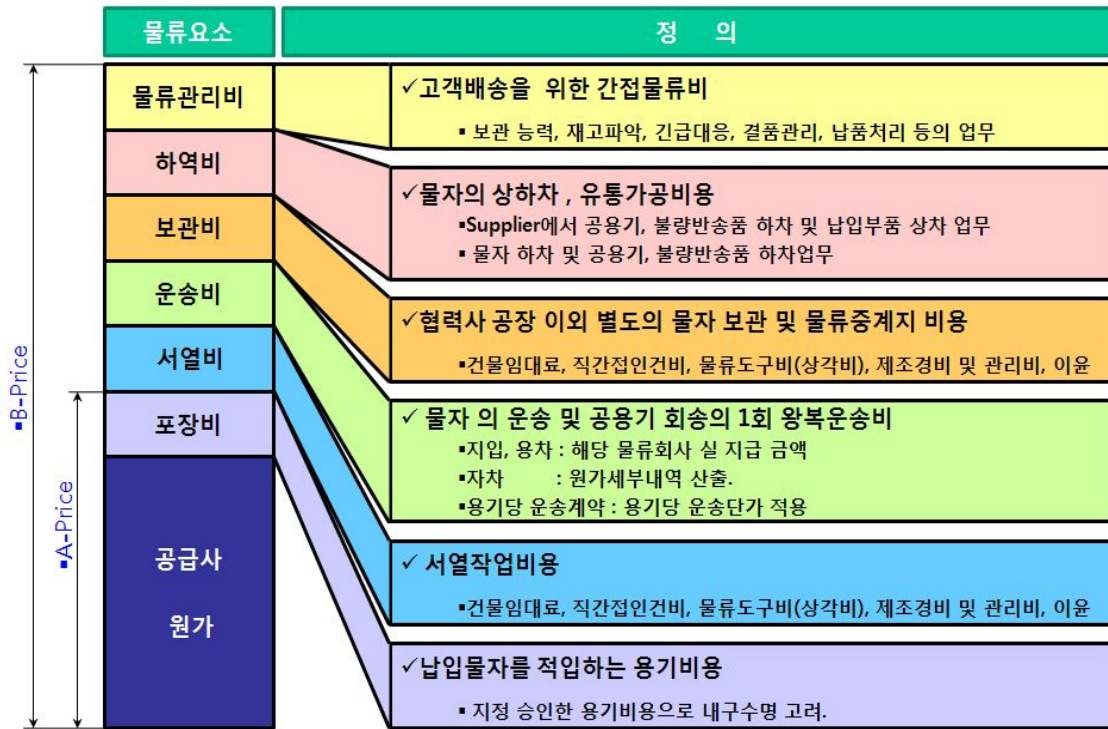 물류요소
정 의
물류관리비
✓고객배송을 위한 간접물류비
▪ 보관 능력, 재고파악, 긴급대응, 결품관리, 납품처리 등의 업무
하역비
✓물자의 상하차 , 유통가공비용
▪Supplier에서 공용기, 불량반송품 하차 및 납입부품 상차 업무
▪ 물자 하차 및 공용기, 불량반송품 하차업무
보관비
✓협력사 공장 이외 별도의 물자 보관 및 물류중계지 비용
▪건물임대료, 직간접인건비, 물류도구비(상각비), 제조경비 및 관리비, 이윤
운송비
✓ 물자 의 운송 및 공용기 회송의 1회 왕복운송비
▪지입, 용차 : 해당 물류회사 실 지급 금액
▪자차 : 원가세부내역 산출.
▪용기당 운송계약 : 용기당 운송단가 적용
서열비
✓ 서열작업비용
▪건물임대료, 직간접인건비, 물류도구비(상각비), 제조경비 및 관리비, 이윤
포장비
✓납입물자를 적입하는 용기비용
▪ 지정 승인한 용기비용으로 내구수명 고려.
공급사
원가
▪B-Price
▪A-Price